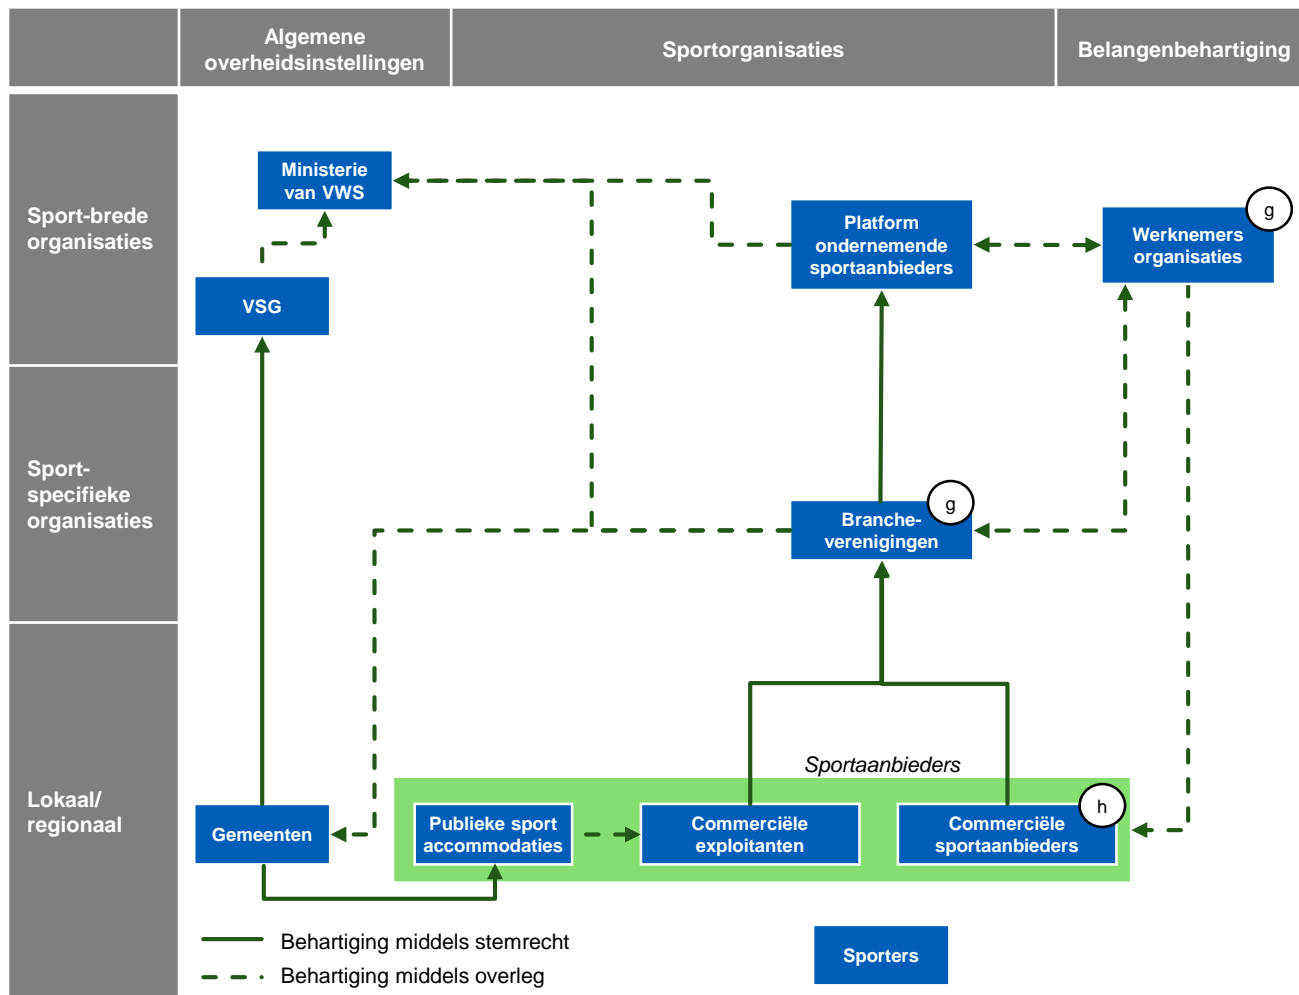 Algemene
overheidsinstellingen
Sportorganisaties
Belangenbehartiging
Sport-brede
organisaties
Ministerie
van VWS
VSG
Platform
ondernemende
sportaanbieders
g
Werknemers
organisaties
Sport-
specifieke
organisaties
g
Branche-
verenigingen
Lokaal/
regionaal
Sportaanbieders
Gemeenten
Publieke sport
accommodaties
Commerciële
exploitanten
h
Commerciële
sportaanbieders
Behartiging middels stemrecht
Behartiging middels overleg
Sporters